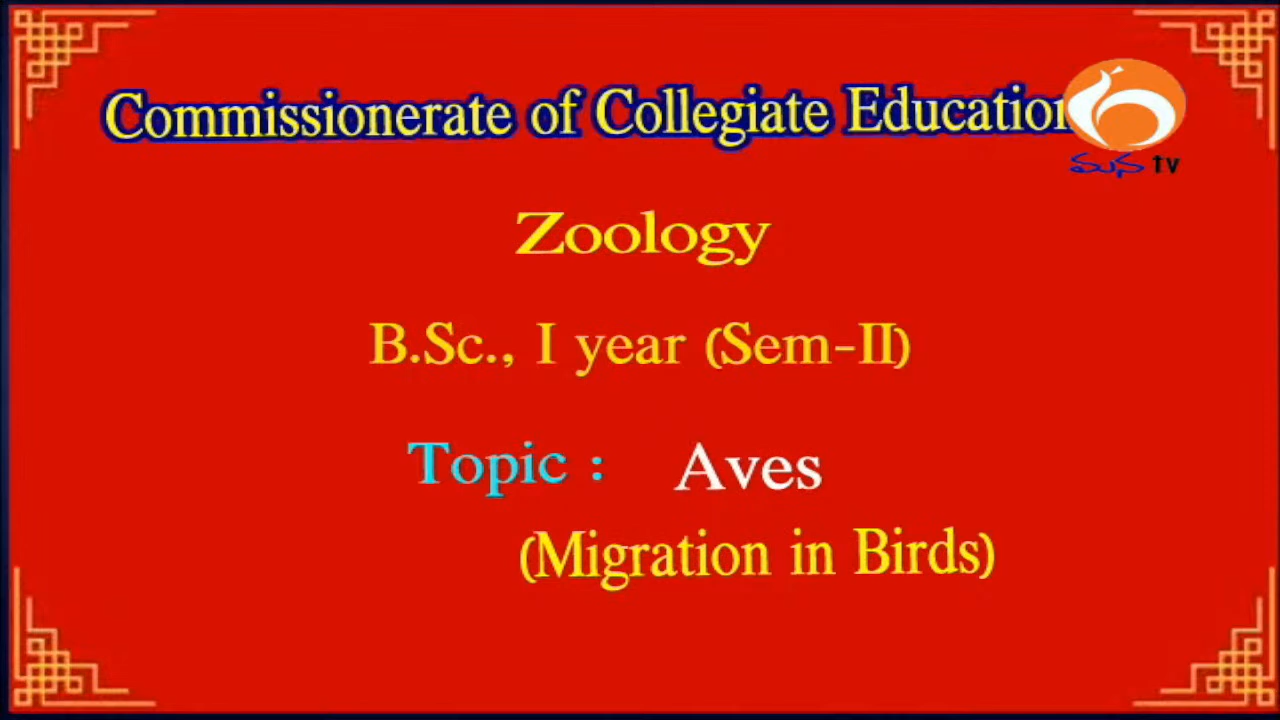 Commissionerate of Collegiate Education
మన tv
Zoology
B.Sc., I year (Sem-II)
Topic : Aves
(Migration in Birds)